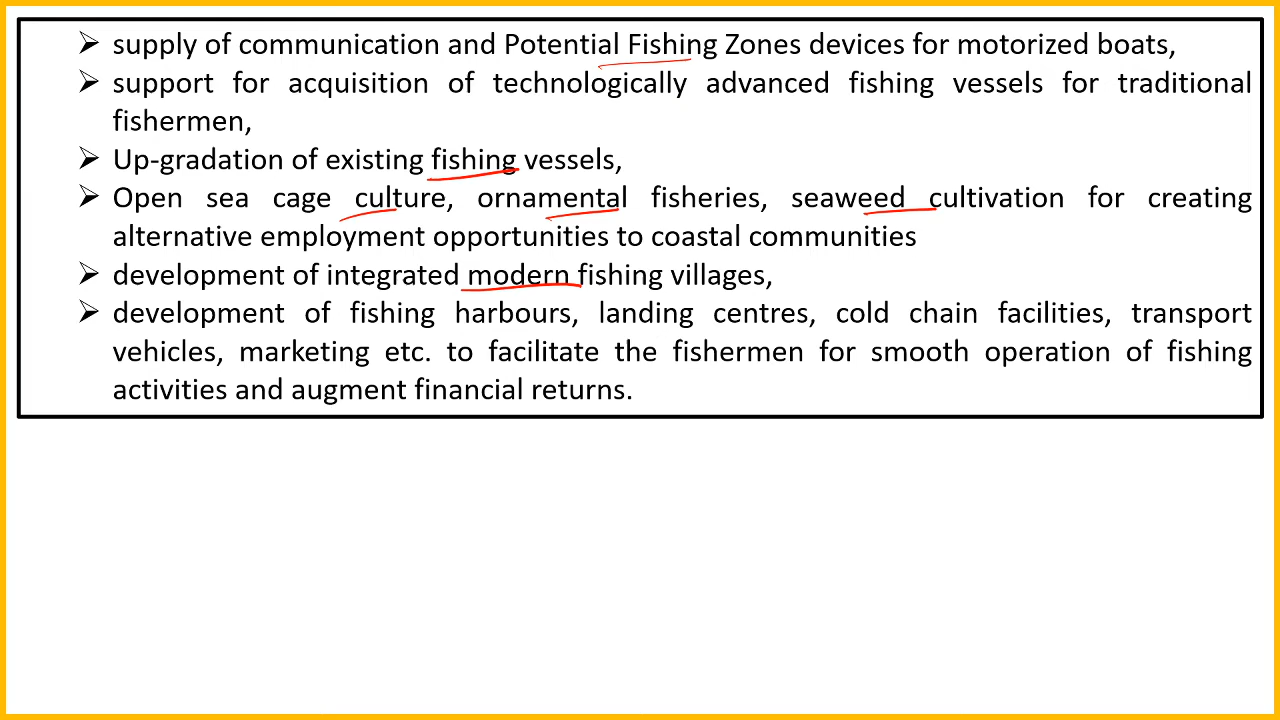 ➢ supply of communication and Potential Fishing Zones devices for motorized boats,
➢ support for acquisition of technologically advanced fishing vessels for traditional
fishermen,
➢ Up-gradation of existing fishing vessels,
➢ Open sea cage culture, ornamental fisheries, seaweed cultivation for creating
alternative employment opportunities to coastal communities
➢ development of integrated modern fishing villages,
➢ development of fishing harbours, landing centres, cold chain facilities, transport
vehicles, marketing etc. to facilitate the fishermen for smooth operation of fishing
activities and augment financial returns.